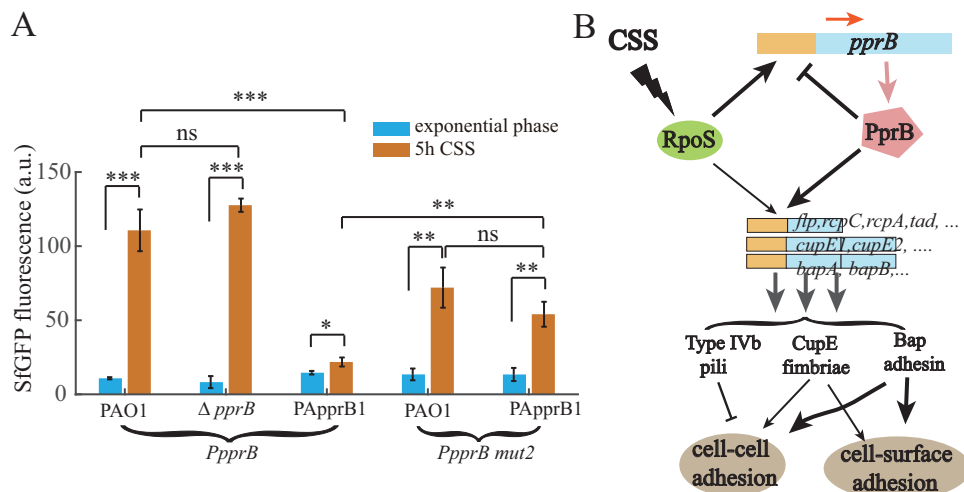 A
SfGFP fluorescence (a.u.)
150
100
50
0
***
ns
***
***
*
**
**
ns
**
exponential phase
5h CSS
PAO1
Δ pprB
PApprB1
PAO1
PApprB1
PpprB
PpprB mut2
B
CSS
pprB
RpoS
PprB
flp,rcpC,rcpA,tad, ...
cupE1,cupE2, ....
bapA, bapB,...
Type IVb
pili
CupE
fimbriae
Bap
adhesin
cell-cell
adhesion
cell-surface
adhesion